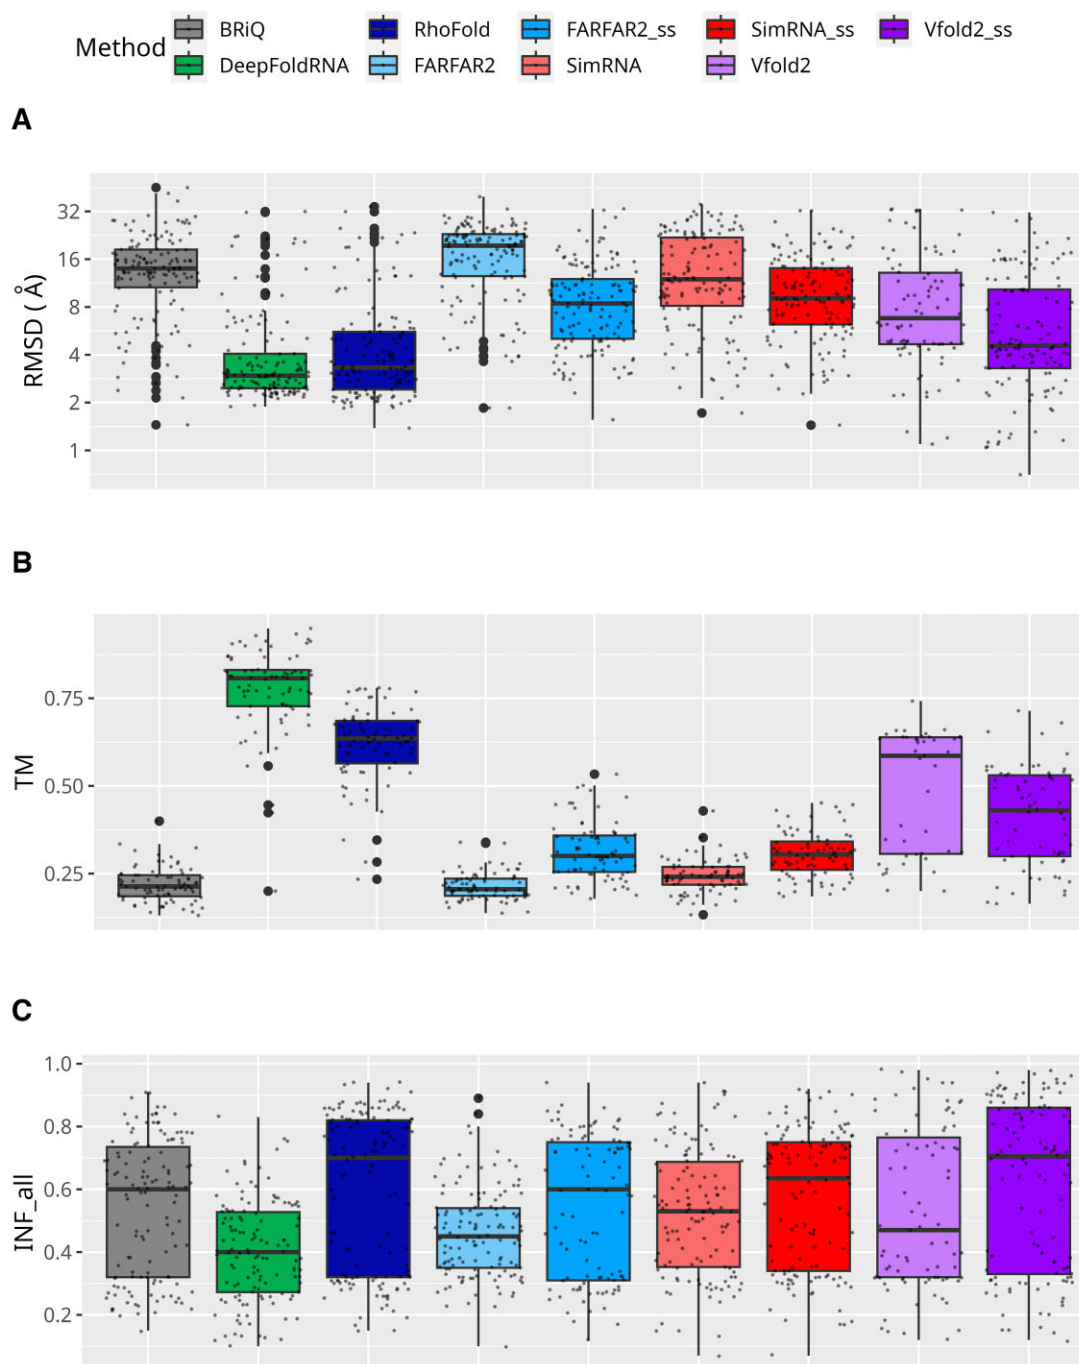 Method BRiQ RhoFold FARFAR2_ss SimRNA_ss Vfold2_ss
DeepFoldRNA FARFAR2 SimRNA Vfold2
A
32
16
8
4
2
1
RMSD ( Å)
B
0.75
0.50
0.25
TM
C
1.0
0.8
0.6
0.4
0.2
INF_all